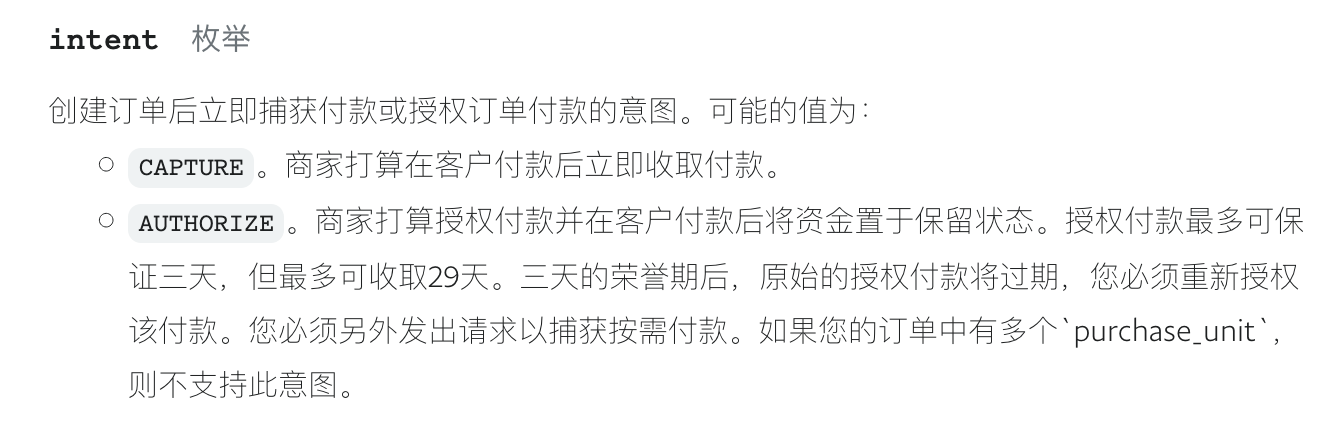 intent 枚举
创建订单后立即捕获付款或授权订单付款的意图。可能的值为：
CAPTURE。商家打算在客户付款后立即收取付款。
AUTHORIZE。商家打算授权付款并在客户付款后将资金置于保留状态。授权付款最多可保
证三天，但最多可收取29天。三天的荣誉期后，原始的授权付款将过期，您必须重新授权
该付款。您必须另外发出请求以捕获按需付款。如果您的订单中有多个`purchase_unit`，
则不支持此意图。